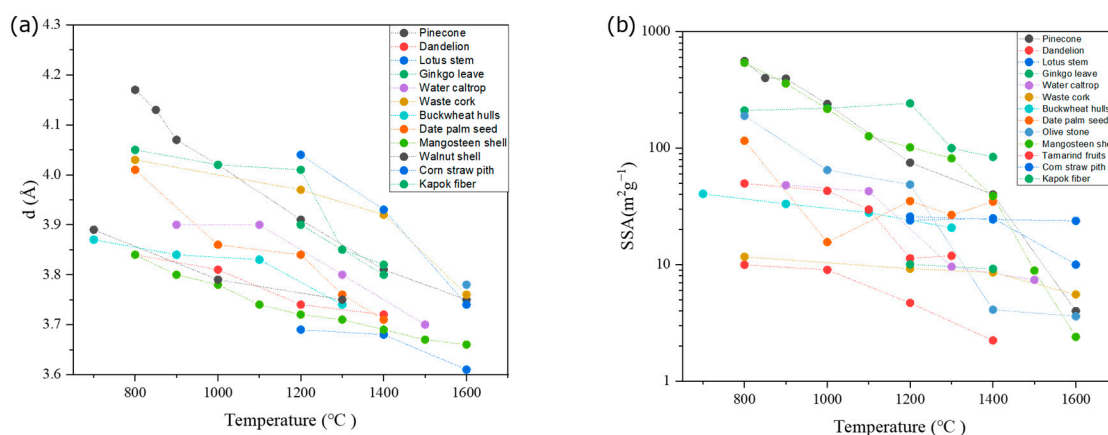 (a)
4.3
4.2
4.1
4.0
3.9
3.8
3.7
3.6
d (Å)
800
1000
1200
1400
1600
Temperature (℃ )
Pinecone
Dandelion
Lotus stem
Ginkgo leave
Water caltrop
Waste cork
Buckwheat hulls
Date palm seed
Mangosteen shell
Walnut shell
Corn straw pith
Kapok fiber
(b)
1000
100
10
1
SSA(m²g⁻¹)
800
1000
1200
1400
1600
Temperature (℃ )
Pinecone
Dandelion
Lotus stem
Ginkgo leave
Water caltrop
Waste cork
Buckwheat hulls
Date palm seed
Olive stone
Mangosteen shel
Tamarind fruits
Corn straw pith
Kapok fiber